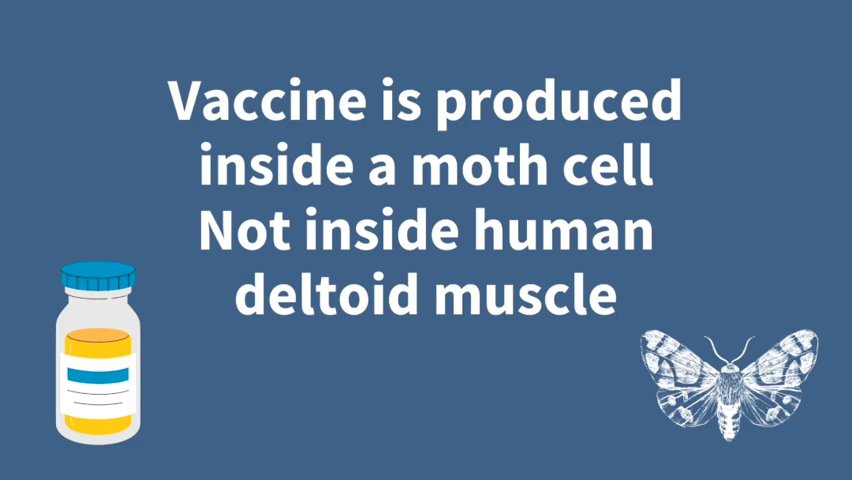 Vaccine is produced
inside a moth cell
Not inside human
deltoid muscle